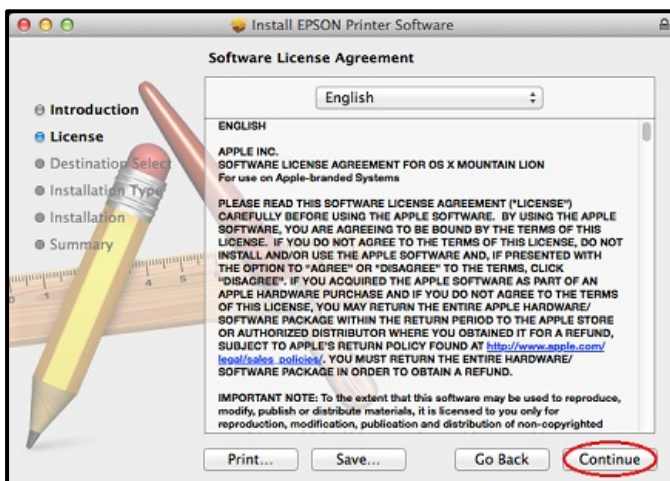 Install EPSON Printer Software
Software License Agreement
Introduction
License
Destination Select
Installation Type
Installation
Summary
English
ENGLISH
APPLE INC.
SOFTWARE LICENSE AGREEMENT FOR OS X MOUNTAIN LION
For use on Apple-branded Systems
PLEASE READ THIS SOFTWARE LICENSE AGREEMENT ("LICENSE")
CAREFULLY BEFORE USING THE APPLE SOFTWARE. BY USING THE APPLE
SOFTWARE, YOU ARE AGREEING TO BE BOUND BY THE TERMS OF THIS
LICENSE. IF YOU DO NOT AGREE TO THE TERMS OF THIS LICENSE, DO NOT
INSTALL AND/OR USE THE APPLE SOFTWARE AND, IF PRESENTED WITH
THE OPTION TO "AGREE" OR "DISAGREE" TO THE TERMS, CLICK
"DISAGREE". IF YOU ACQUIRED THE APPLE SOFTWARE AS PART OF AN
APPLE HARDWARE PURCHASE AND IF YOU DO NOT AGREE TO THE TERMS
OF THIS LICENSE, YOU MAY RETURN THE ENTIRE APPLE HARDWARE/
SOFTWARE PACKAGE WITHIN THE RETURN PERIOD TO THE APPLE STORE
OR AUTHORIZED DISTRIBUTOR WHERE YOU OBTAINED IT FOR A REFUND,
SUBJECT TO APPLE'S RETURN POLICY FOUND AT http://www.apple.com/
legal/sales_policies/. YOU MUST RETURN THE ENTIRE HARDWARE/
SOFTWARE PACKAGE IN ORDER TO OBTAIN A REFUND.
IMPORTANT NOTE: To the extent that this software may be used to reproduce,
modify, publish or distribute materials, it is licensed to you only for
reproduction, modification, publication and distribution of non-copyrighted
Print...
Save...
Go Back
Continue